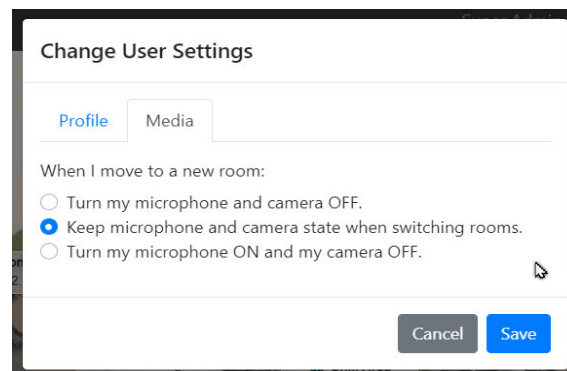 Change User Settings
Profile Media
When I move to a new room:
Turn my microphone and camera OFF.
Keep microphone and camera state when switching rooms.
Turn my microphone ON and my camera OFF.
Cancel Save